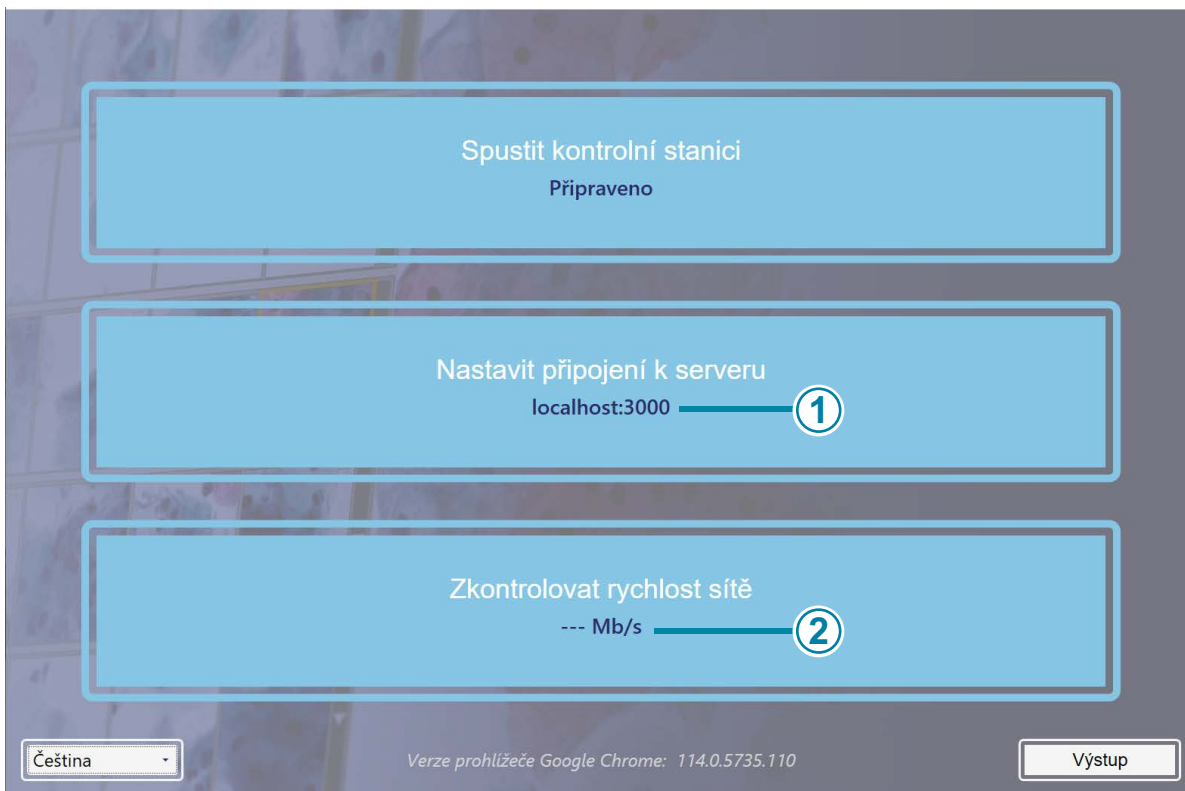 Spustit kontrolní stanici
Připraveno
Nastavit připojení k serveru
localhost:3000
1
Zkontrolovat rychlost sítě
--- Mb/s
2
Čeština
Verze prohlížeče Google Chrome: 114.0.5735.110
Výstup